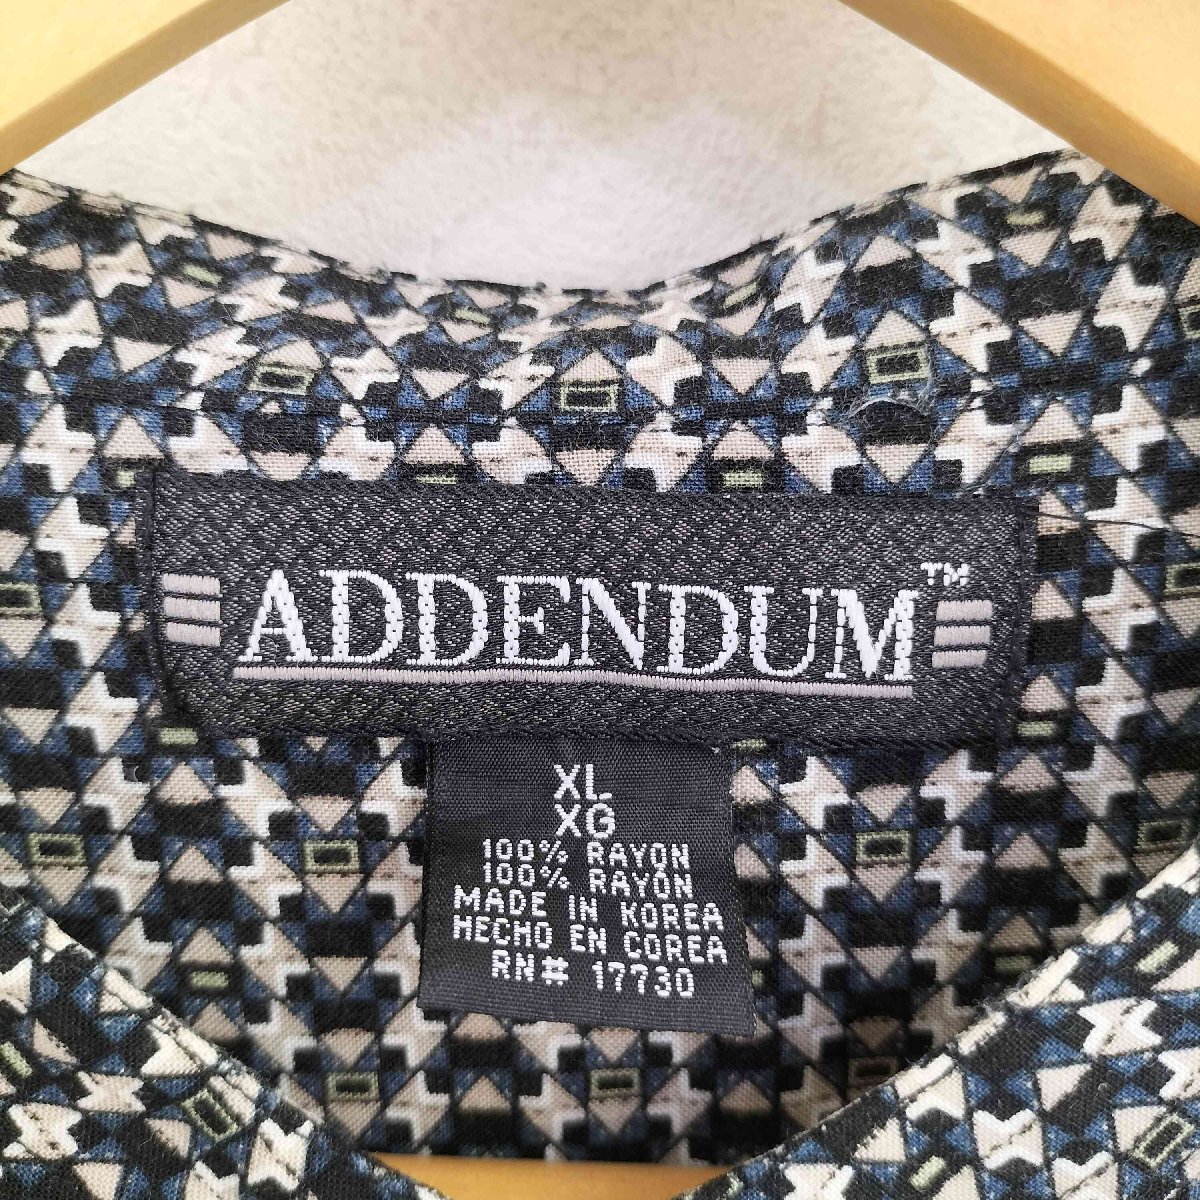 ADDENDUM™
XL
XG
100% RAYON
100% RAYON
MADE IN KOREA
HECHO EN COREA
RN# 17730